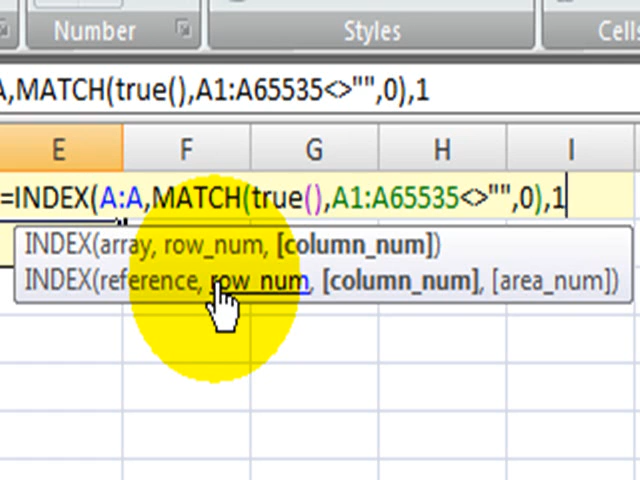 Number
Styles
Cells
A,MATCH(true(),A1:A65535<>"",0),1
E F G H I
=INDEX(A:A,MATCH(true(),A1:A65535<>"",0),1
INDEX(array, row_num, [column_num])
INDEX(reference, row_num, [column_num], [area_num])